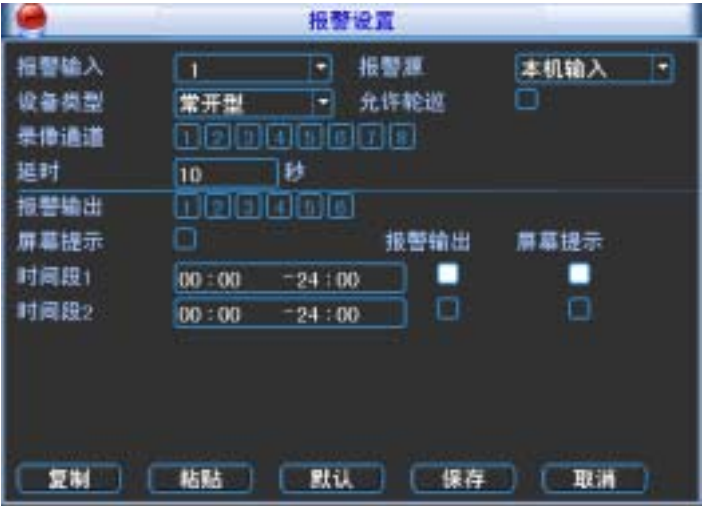 报警设置
报警输入 1 报警源 本机输入
设备类型 常开型 允许轮巡
录像通道 1 2 3 4 5 6 7 8
延时 10 秒
报警输出 1 2 3 4 5 6
屏幕提示 报警输出 屏幕提示
时间段1 00:00 -24:00
时间段2 00:00 -24:00
复制 粘贴 默认 保存 取消